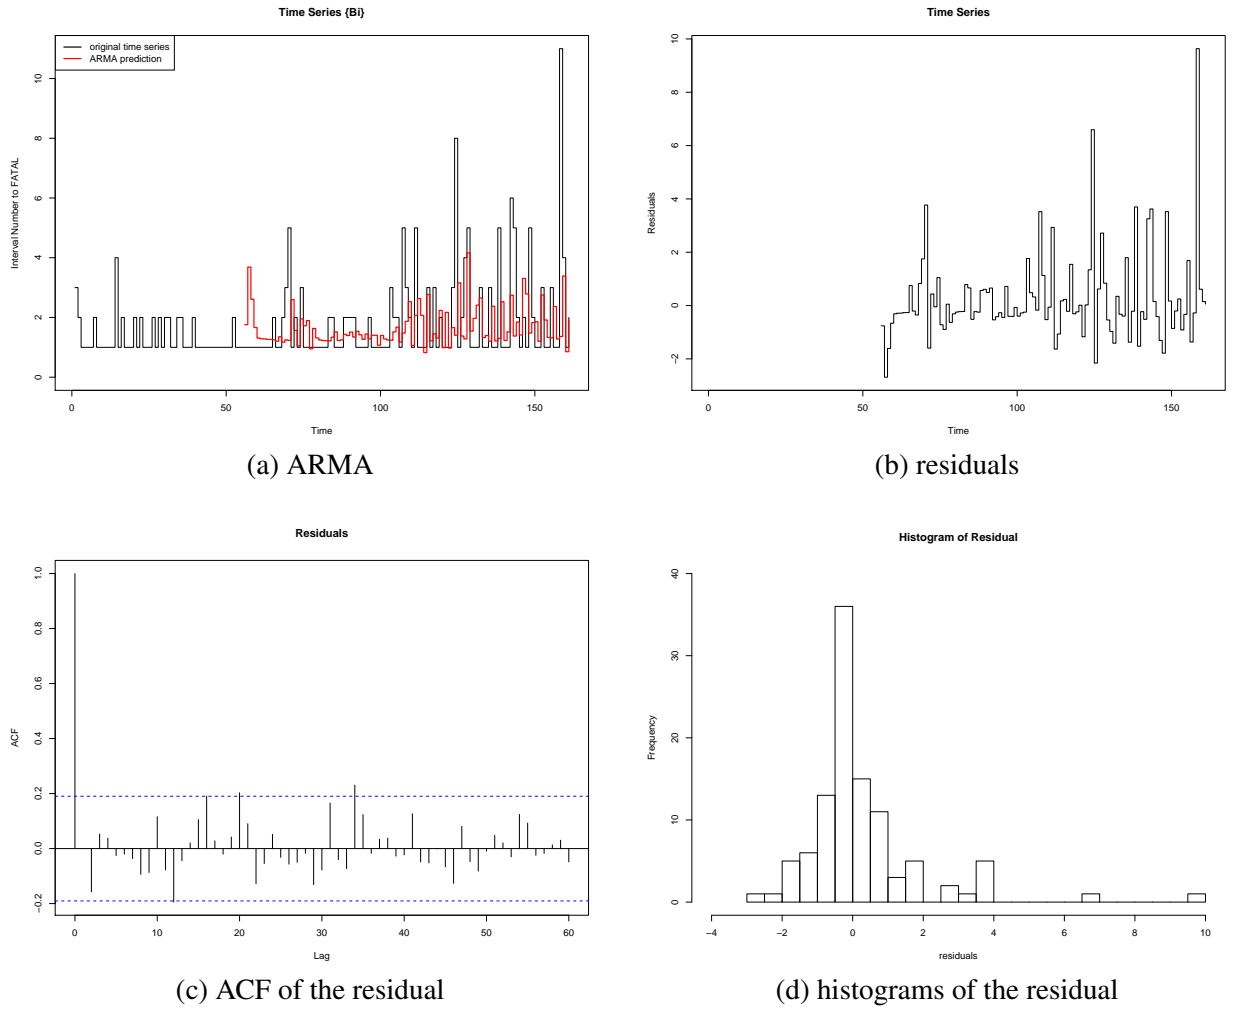 Time Series {Bi}
original time series
ARMA prediction
Interval Number to FATAL
0 2 4 6 8 10
0 50 100 150
Time
(a) ARMA
Time Series
Residuals
−2 0 2 4 6 8 10
0 50 100 150
Time
(b) residuals
Residuals
ACF
−0.2 0.0 0.2 0.4 0.6 0.8 1.0
0 10 20 30 40 50 60
Lag
(c) ACF of the residual
Histogram of Residual
Frequency
0 10 20 30 40
−4 −2 0 2 4 6 8 10
residuals
(d) histograms of the residual